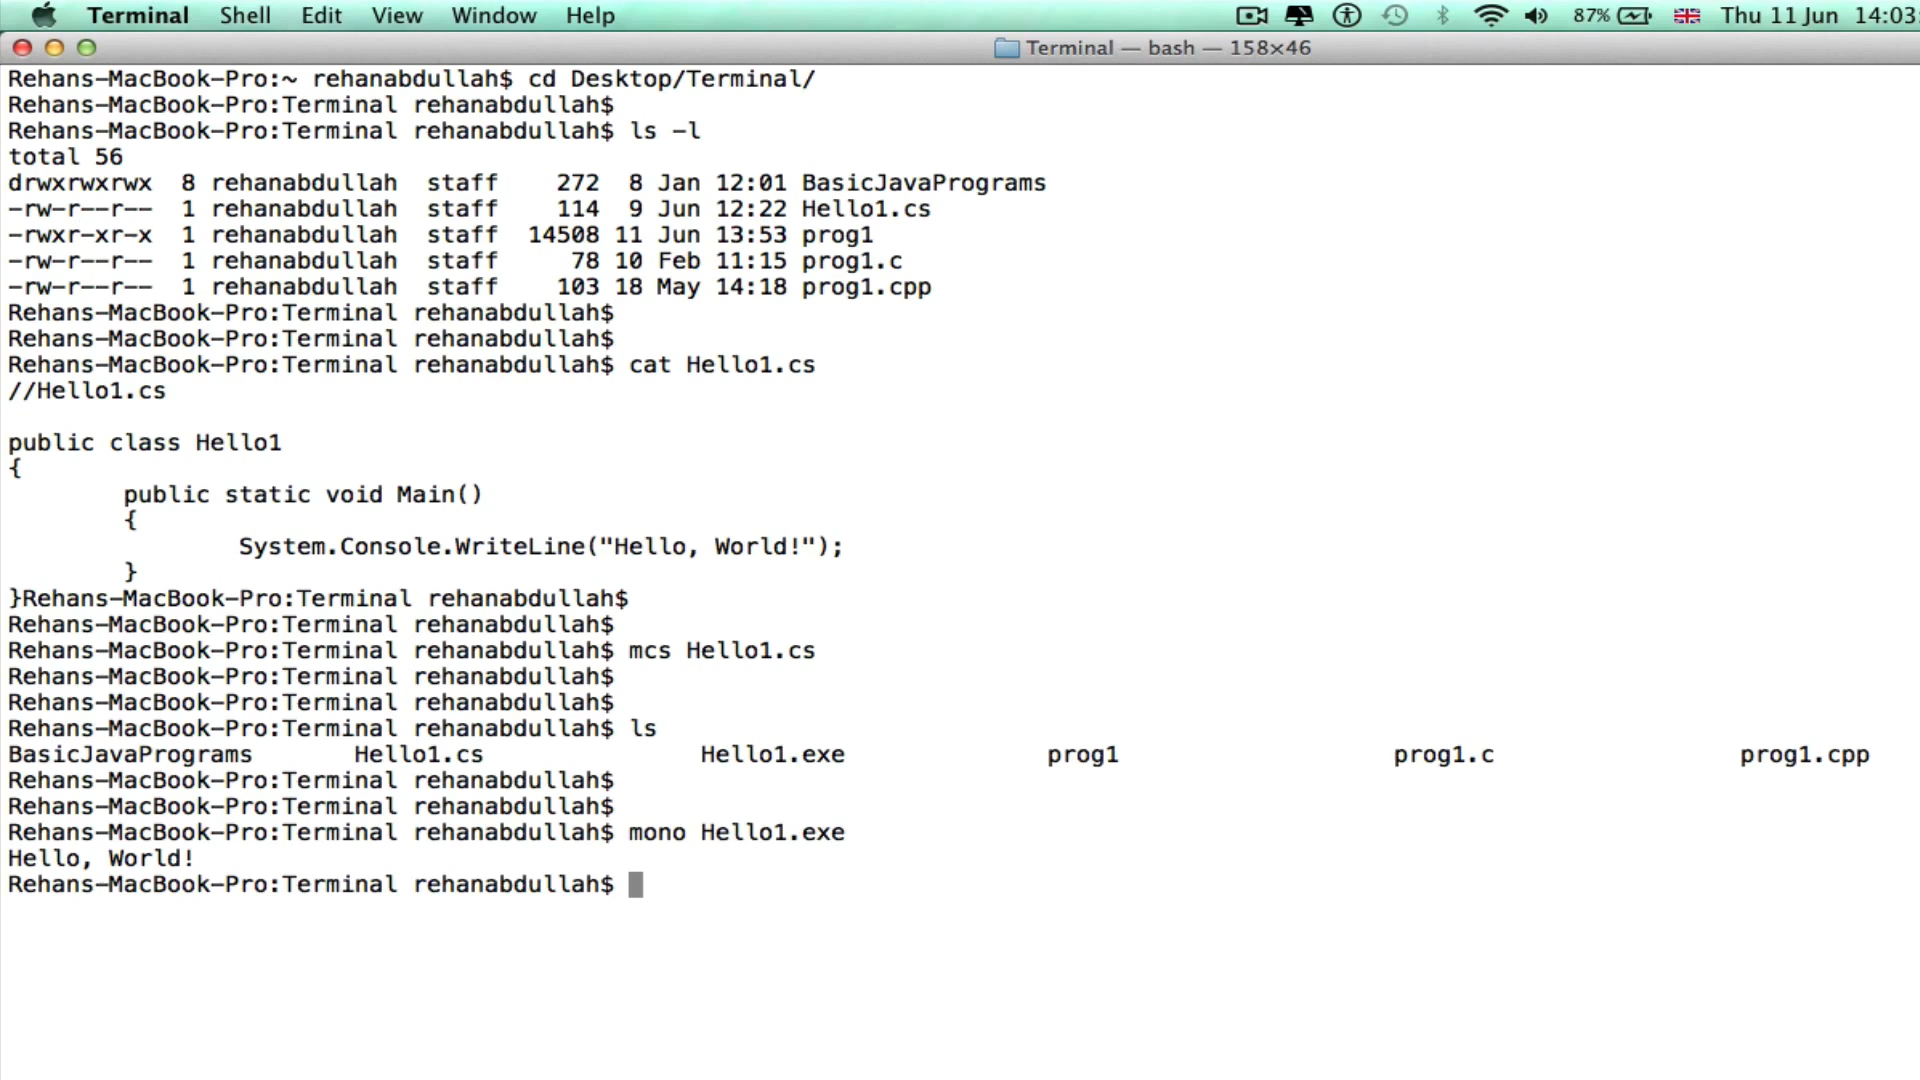 Terminal Shell Edit View Window Help 87% Thu 11 Jun 14:03
Terminal — bash — 158×46
Rehans-MacBook-Pro:~ rehanabdullah$ cd Desktop/Terminal/
Rehans-MacBook-Pro:Terminal rehanabdullah$
Rehans-MacBook-Pro:Terminal rehanabdullah$ ls -l
total 56
drwxrwxrwx  8 rehanabdullah  staff    272  8 Jan 12:01 BasicJavaPrograms
-rw-r--r--  1 rehanabdullah  staff    114  9 Jun 12:22 Hello1.cs
-rwxr-xr-x  1 rehanabdullah  staff  14508 11 Jun 13:53 prog1
-rw-r--r--  1 rehanabdullah  staff     78 10 Feb 11:15 prog1.c
-rw-r--r--  1 rehanabdullah  staff    103 18 May 14:18 prog1.cpp
Rehans-MacBook-Pro:Terminal rehanabdullah$
Rehans-MacBook-Pro:Terminal rehanabdullah$
Rehans-MacBook-Pro:Terminal rehanabdullah$ cat Hello1.cs
//Hello1.cs

public class Hello1
{
        public static void Main()
        {
                System.Console.WriteLine("Hello, World!");
        }
}Rehans-MacBook-Pro:Terminal rehanabdullah$
Rehans-MacBook-Pro:Terminal rehanabdullah$
Rehans-MacBook-Pro:Terminal rehanabdullah$ mcs Hello1.cs
Rehans-MacBook-Pro:Terminal rehanabdullah$
Rehans-MacBook-Pro:Terminal rehanabdullah$
Rehans-MacBook-Pro:Terminal rehanabdullah$ ls
BasicJavaPrograms       Hello1.cs               Hello1.exe              prog1                   prog1.c                 prog1.cpp
Rehans-MacBook-Pro:Terminal rehanabdullah$
Rehans-MacBook-Pro:Terminal rehanabdullah$
Rehans-MacBook-Pro:Terminal rehanabdullah$ mono Hello1.exe
Hello, World!
Rehans-MacBook-Pro:Terminal rehanabdullah$